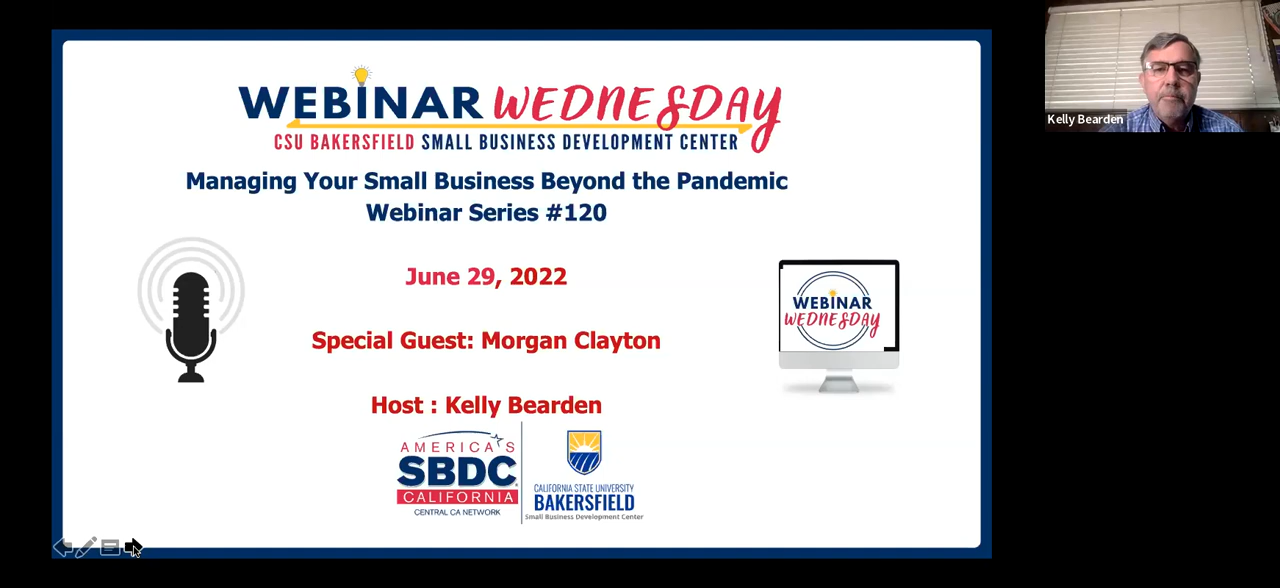 WEBINAR WEDNESDAY
CSU BAKERSFIELD SMALL BUSINESS DEVELOPMENT CENTER
Managing Your Small Business Beyond the Pandemic
Webinar Series #120
June 29, 2022
Special Guest: Morgan Clayton
Host : Kelly Bearden
AMERICA'S
SBDC
CALIFORNIA
CENTRAL CA NETWORK
CALIFORNIA STATE UNIVERSITY
BAKERSFIELD
Small Business Development Center
WEBINAR
WEDNESDAY
Kelly Bearden